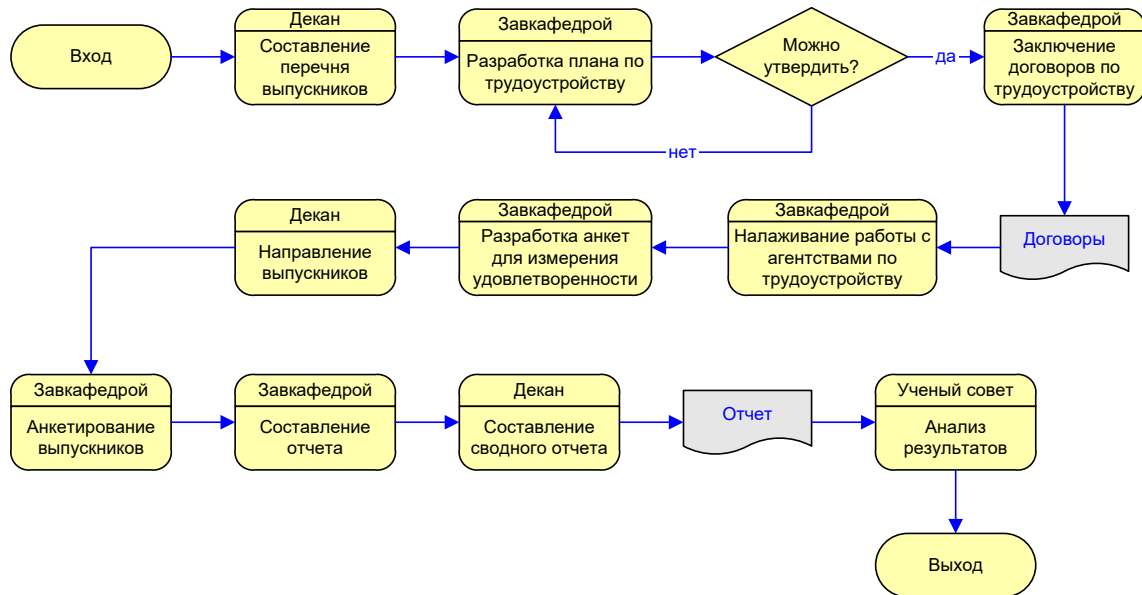 Вход
Декан
Составление
перечня
выпускников
Завкафедрой
Разработка плана по
трудоустройству
Можно
утвердить?
да
нет
Завкафедрой
Заключение
договоров по
трудоустройству
Договоры
Завкафедрой
Налаживание работы с
агентствами по
трудоустройству
Завкафедрой
Разработка анкет
для измерения
удовлетворенности
Декан
Направление
выпускников
Завкафедрой
Анкетирование
выпускников
Завкафедрой
Составление
отчета
Декан
Составление
сводного отчета
Отчет
Ученый совет
Анализ
результатов
Выход